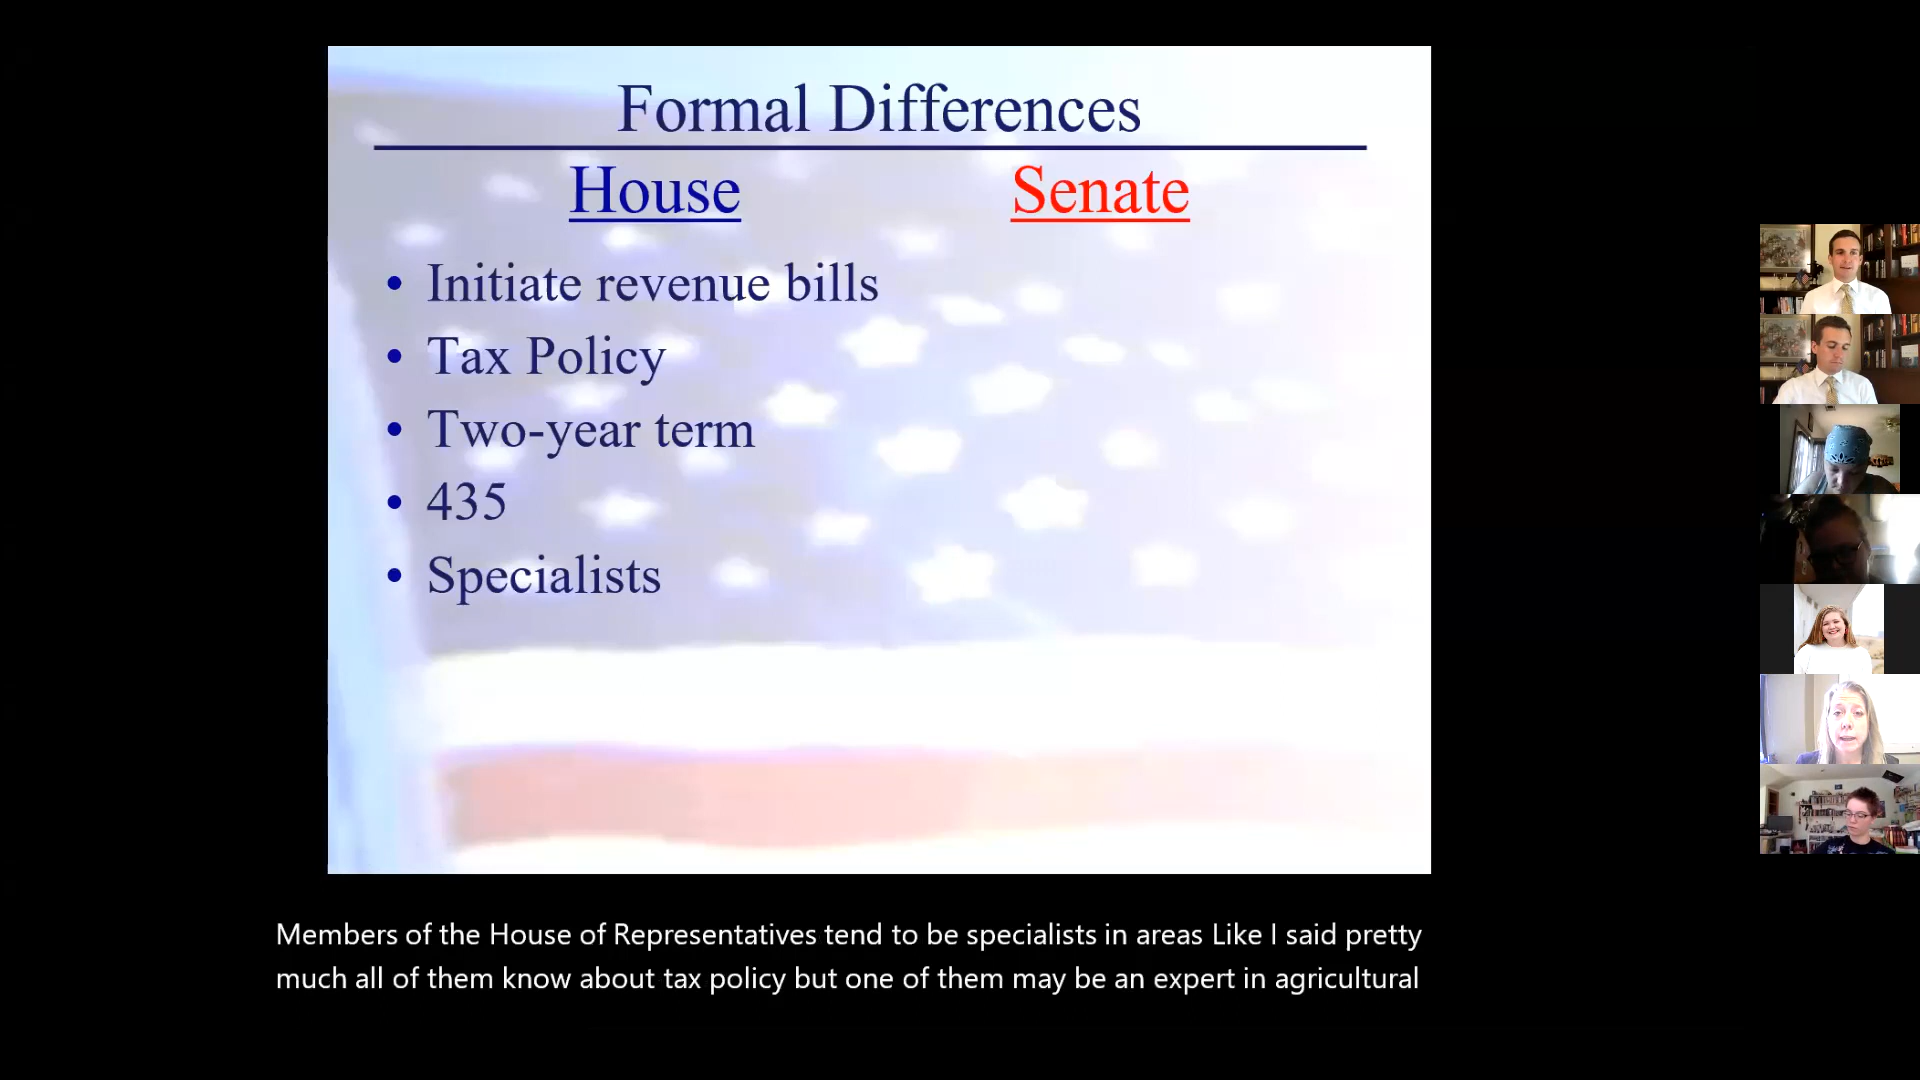 Formal Differences
House
Senate
• Initiate revenue bills
• Tax Policy
• Two-year term
• 435
• Specialists
Members of the House of Representatives tend to be specialists in areas Like I said pretty
much all of them know about tax policy but one of them may be an expert in agricultural